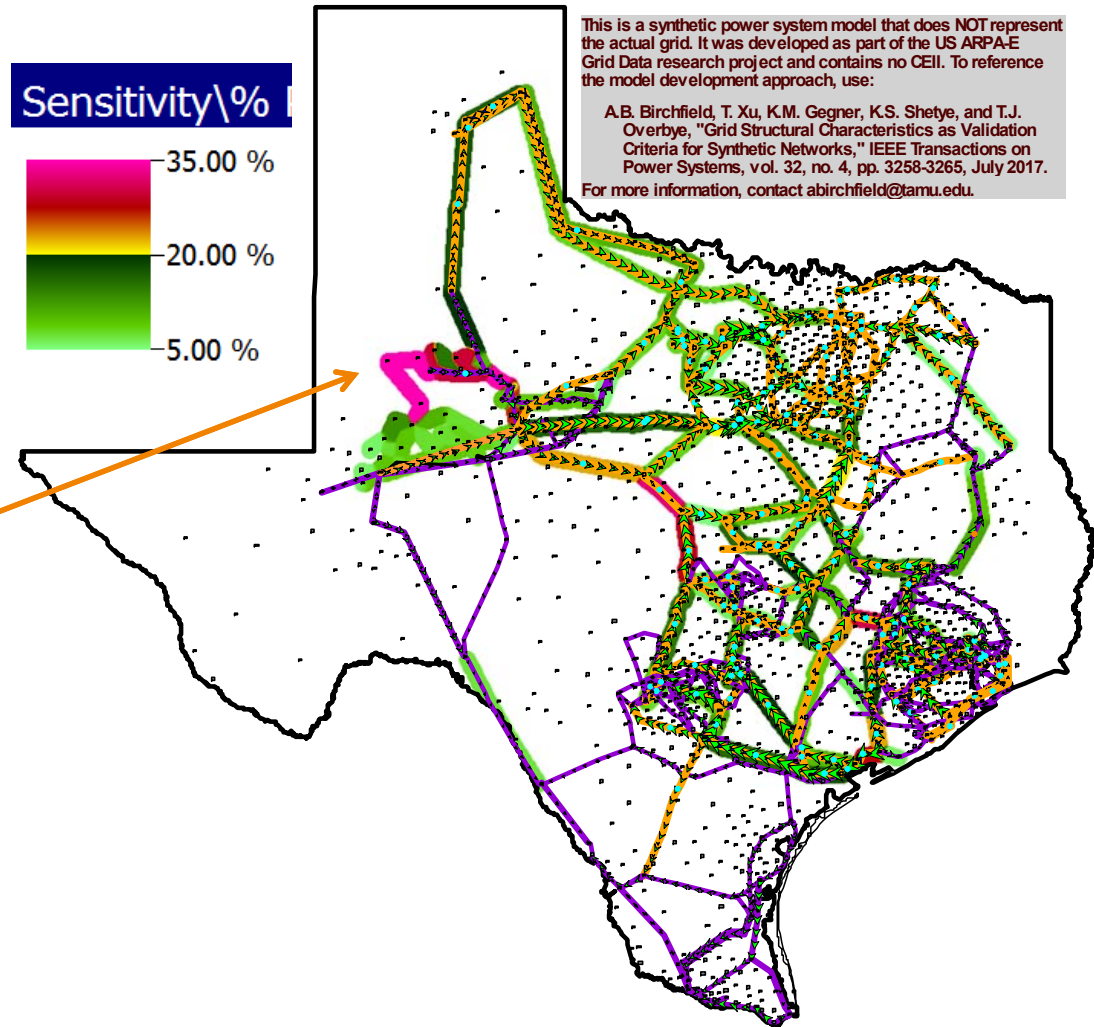 This is a synthetic power system model that does NOT represent
the actual grid. It was developed as part of the US ARPA-E
Grid Data research project and contains no CEII. To reference
the model development approach, use:
A.B. Birchfield, T. Xu, K.M. Gegner, K.S. Shetye, and T.J.
Overbye, "Grid Structural Characteristics as Validation
Criteria for Synthetic Networks," IEEE Transactions on
Power Systems, vol. 32, no. 4, pp. 3258-3265, July 2017.
For more information, contact abirchfield@tamu.edu.
Sensitivity\%
35.00 %
20.00 %
5.00 %